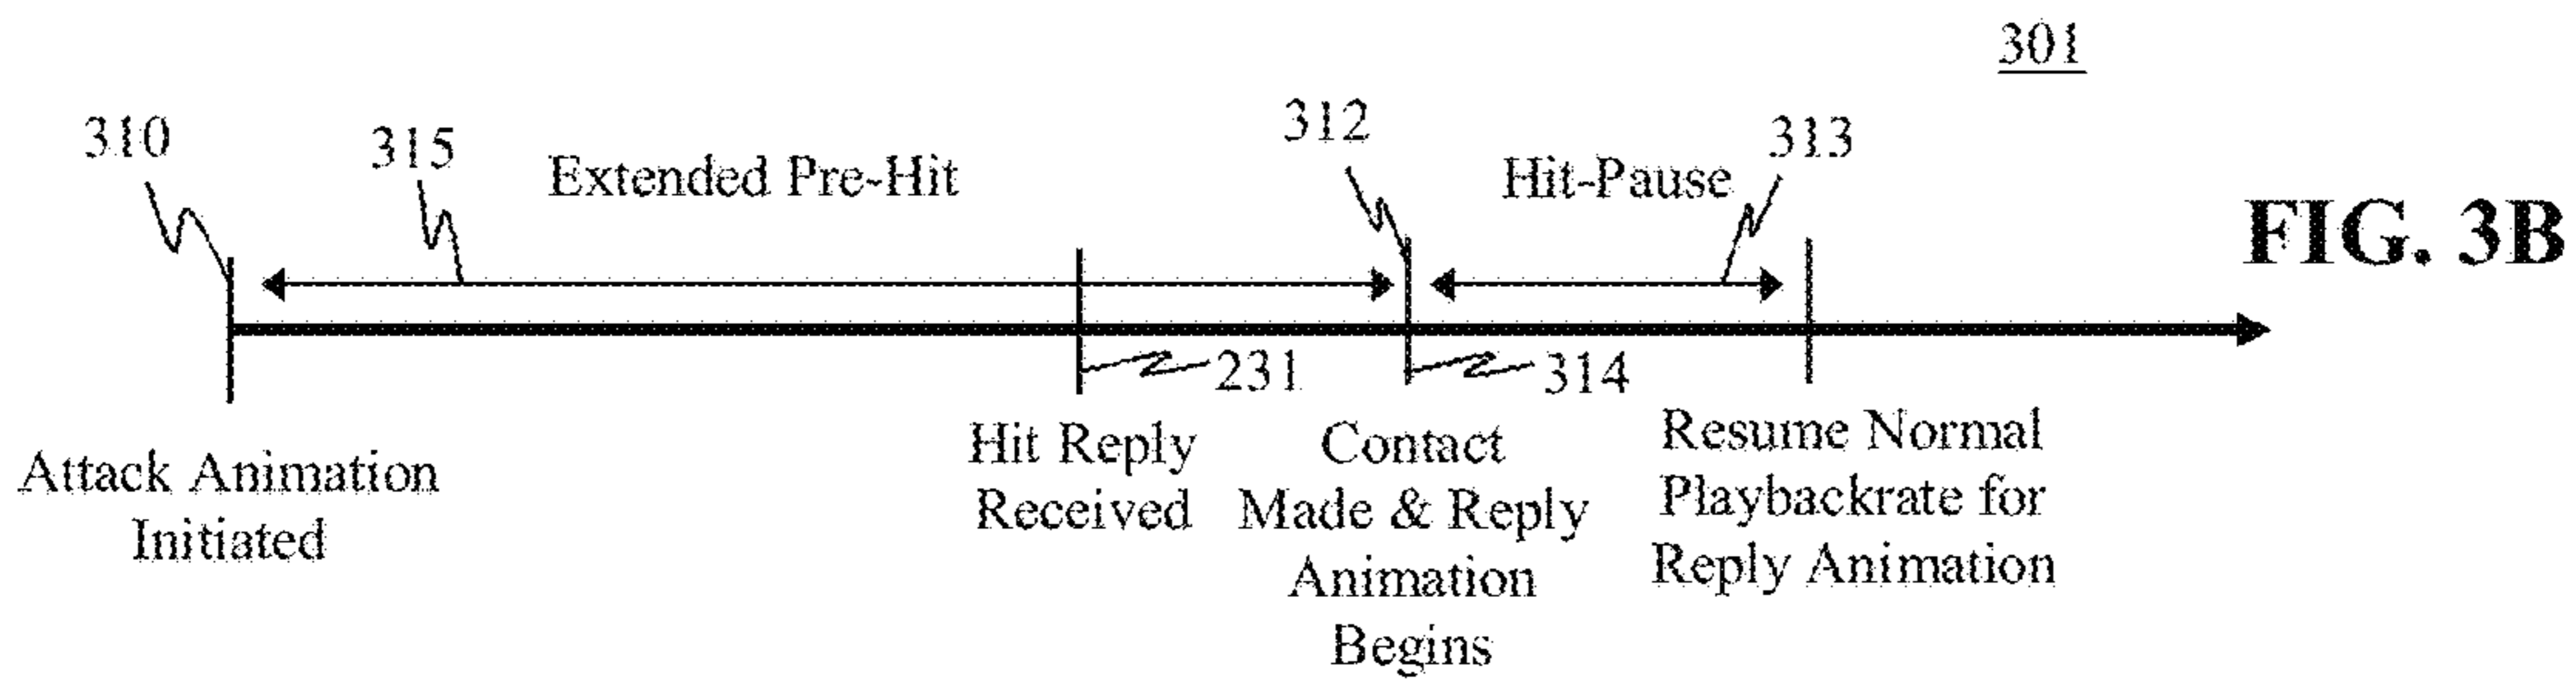 301
310
315
Extended Pre-Hit
312
Hit-Pause
313
FIG. 3B
231
314
Attack Animation
Initiated
Hit Reply
Received
Contact
Made & Reply
Animation
Begins
Resume Normal
Playbackrate for
Reply Animation